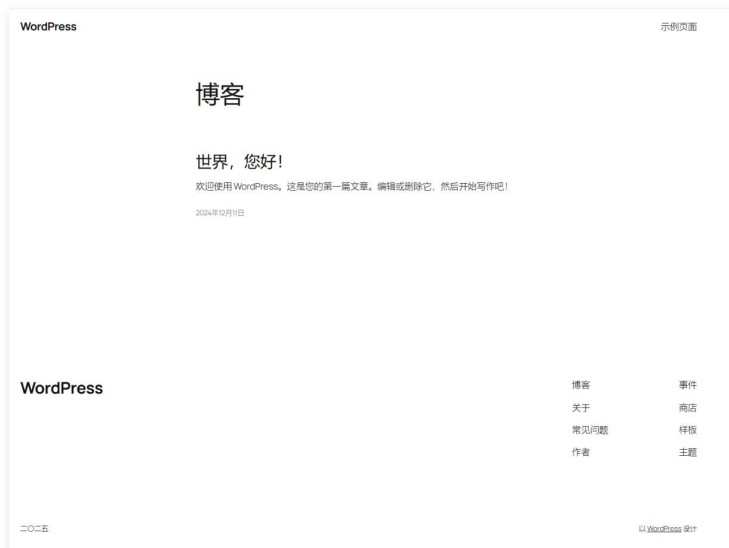 WordPress
示例页面
博客
世界，您好！
欢迎使用 WordPress。这是您的第一篇文章。编辑或删除它，然后开始写作吧！
2024年12月11日
WordPress
博客
事件
关于
商店
常见问题
样板
作者
主题
二〇二五
以 WordPress 设计